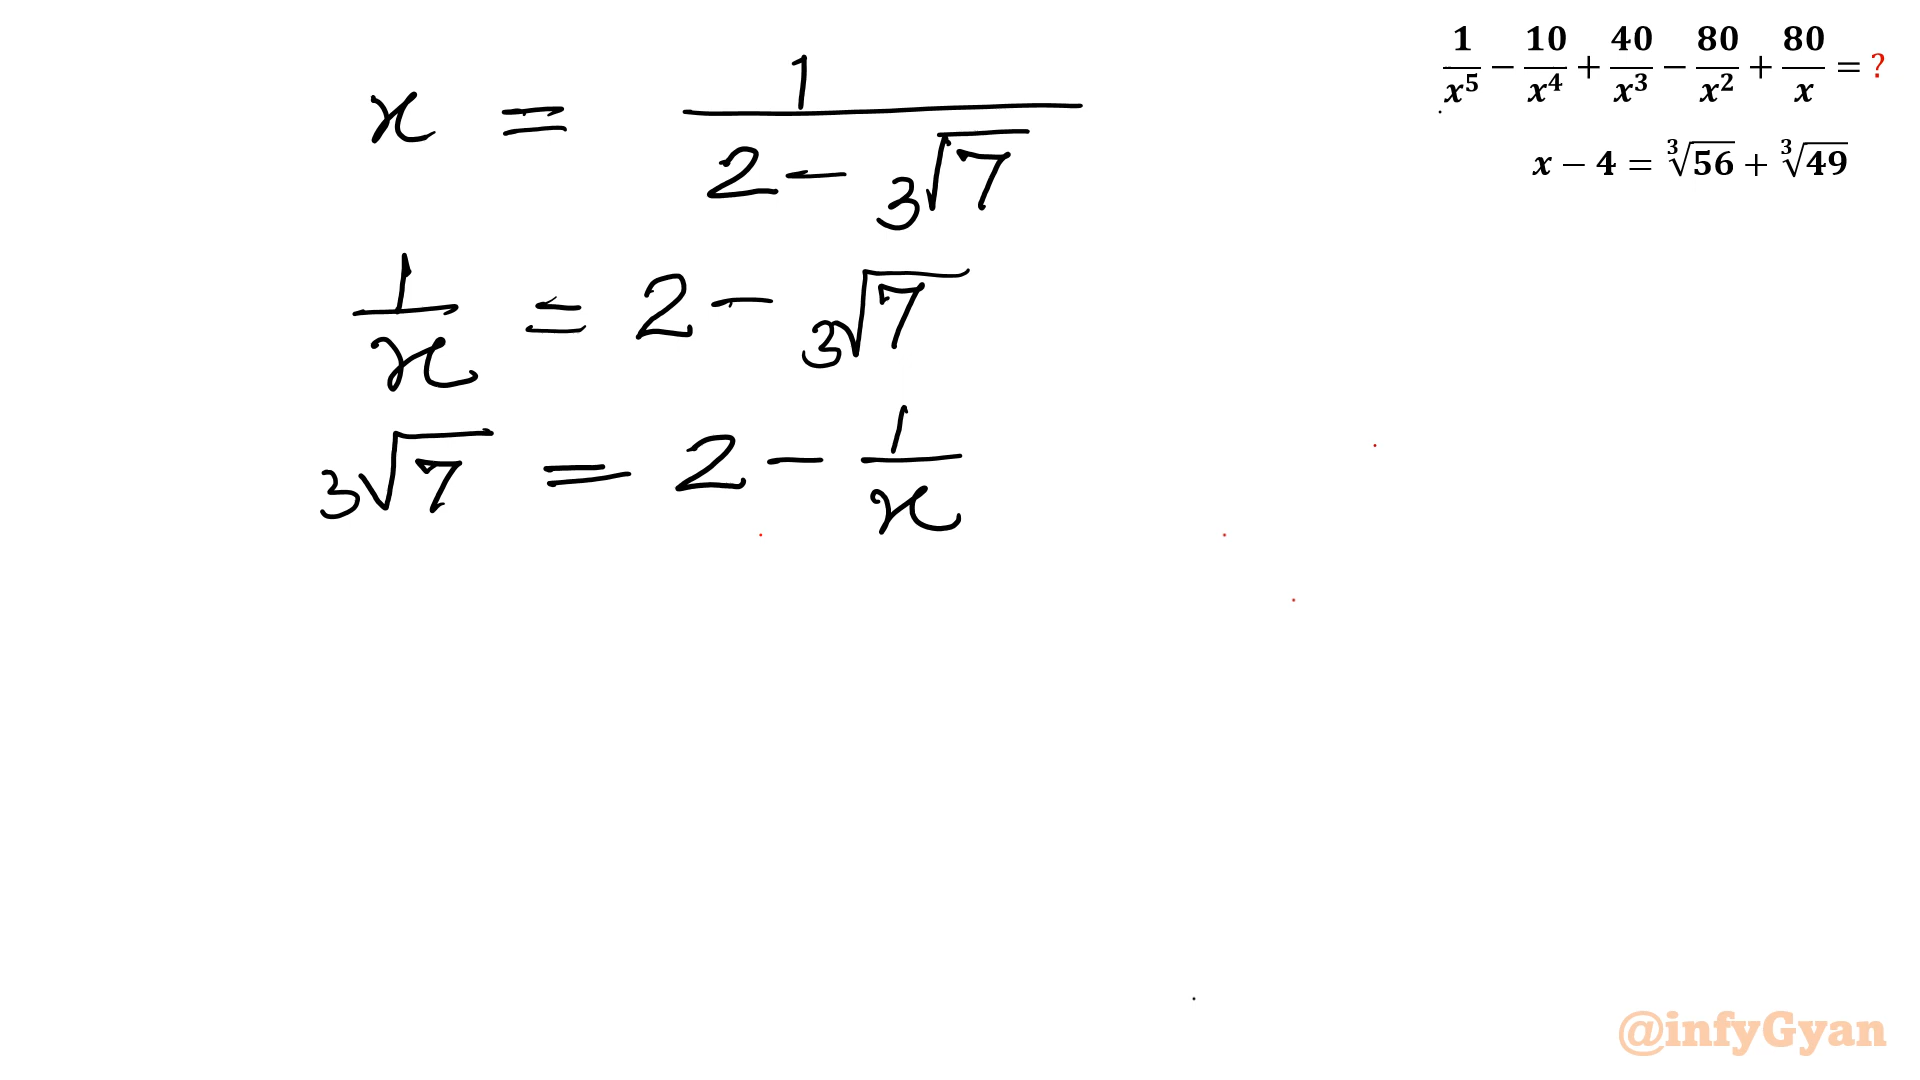 x = 1/(2 − ∛7)
1/x = 2 − ∛7
∛7 = 2 − 1/x
1/x⁵ − 10/x⁴ + 40/x³ − 80/x² + 80/x = ?
x − 4 = ∛56 + ∛49
@infyGyan